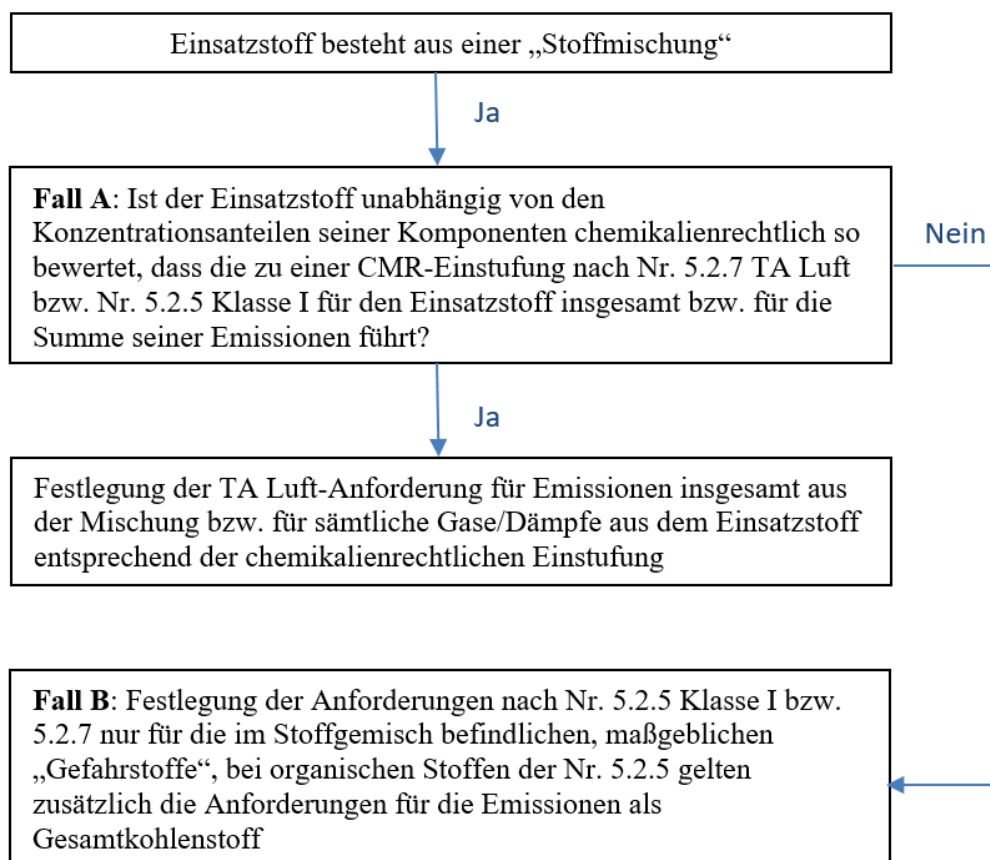 Einsatzstoff besteht aus einer „Stoffmischung“
Ja
Fall A: Ist der Einsatzstoff unabhängig von den
Konzentrationsanteilen seiner Komponenten chemikalienrechtlich so
bewertet, dass die zu einer CMR-Einstufung nach Nr. 5.2.7 TA Luft
bzw. Nr. 5.2.5 Klasse I für den Einsatzstoff insgesamt bzw. für die
Summe seiner Emissionen führt?
Nein
Ja
Festlegung der TA Luft-Anforderung für Emissionen insgesamt aus
der Mischung bzw. für sämtliche Gase/Dämpfe aus dem Einsatzstoff
entsprechend der chemikalienrechtlichen Einstufung
Fall B: Festlegung der Anforderungen nach Nr. 5.2.5 Klasse I bzw.
5.2.7 nur für die im Stoffgemisch befindlichen, maßgeblichen
„Gefahrstoffe“, bei organischen Stoffen der Nr. 5.2.5 gelten
zusätzlich die Anforderungen für die Emissionen als
Gesamtkohlenstoff